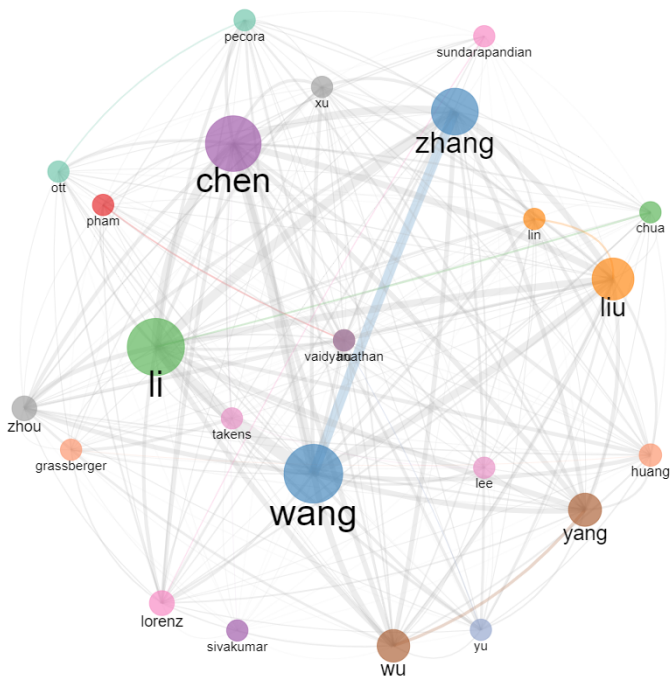 pecora
sundarapandian
xu
zhang
chen
ott
pham
lin
chua
liu
li
zhou
takens
grassberger
lee
huang
wang
yang
lorenz
sivakumar
wu
yu